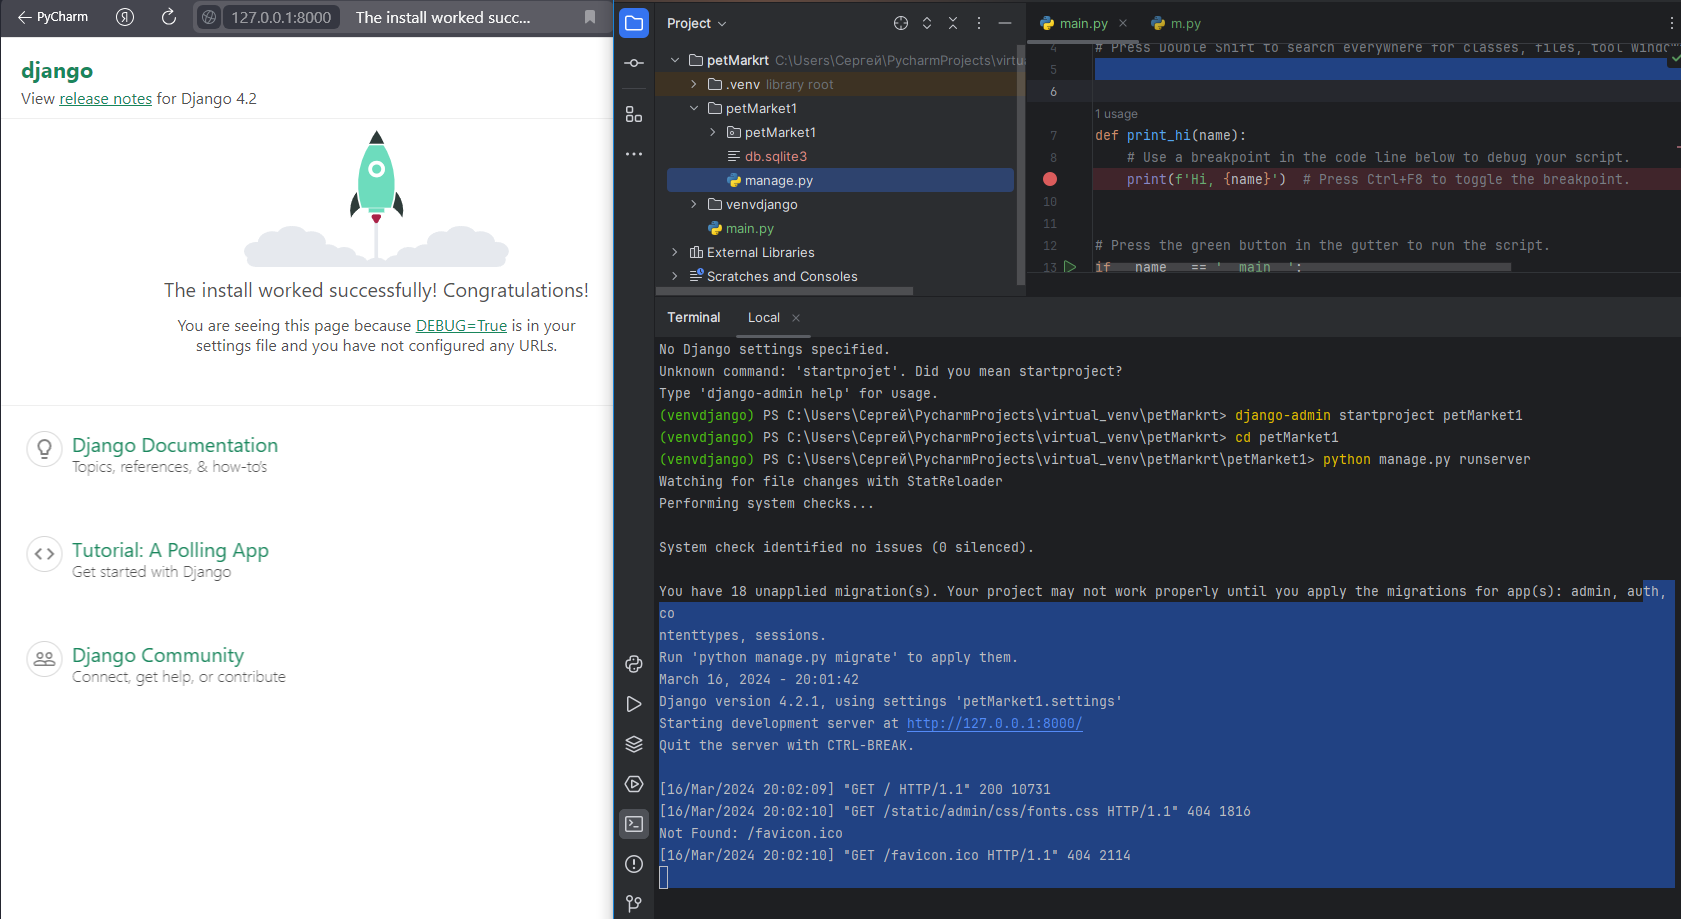 PyCharm
Я
127.0.0.1:8000
The install worked succ...
django
View release notes for Django 4.2
The install worked successfully! Congratulations!
You are seeing this page because DEBUG=True is in your
settings file and you have not configured any URLs.
Django Documentation
Topics, references, & how-to's
Tutorial: A Polling App
Get started with Django
Django Community
Connect, get help, or contribute
Project
petMarkrt C:\Users\Сергей\PycharmProjects\virtu
.venv library root
petMarket1
petMarket1
db.sqlite3
manage.py
venvdjango
main.py
External Libraries
Scratches and Consoles
main.py
m.py
4 # Press Double Shift to search everywhere for classes, files, tool windo
5
6
1 usage
7 def print_hi(name):
8 # Use a breakpoint in the code line below to debug your script.
print(f'Hi, {name}') # Press Ctrl+F8 to toggle the breakpoint.
10
11
12 # Press the green button in the gutter to run the script.
13 if __name__ == '__main__':
Terminal
Local
No Django settings specified.
Unknown command: 'startprojet'. Did you mean startproject?
Type 'django-admin help' for usage.
(venvdjango) PS C:\Users\Сергей\PycharmProjects\virtual_venv\petMarkrt> django-admin startproject petMarket1
(venvdjango) PS C:\Users\Сергей\PycharmProjects\virtual_venv\petMarkrt> cd petMarket1
(venvdjango) PS C:\Users\Сергей\PycharmProjects\virtual_venv\petMarkrt\petMarket1> python manage.py runserver
Watching for file changes with StatReloader
Performing system checks...
System check identified no issues (0 silenced).
You have 18 unapplied migration(s). Your project may not work properly until you apply the migrations for app(s): admin, auth,
co
ntenttypes, sessions.
Run 'python manage.py migrate' to apply them.
March 16, 2024 - 20:01:42
Django version 4.2.1, using settings 'petMarket1.settings'
Starting development server at http://127.0.0.1:8000/
Quit the server with CTRL-BREAK.
[16/Mar/2024 20:02:09] "GET / HTTP/1.1" 200 10731
[16/Mar/2024 20:02:10] "GET /static/admin/css/fonts.css HTTP/1.1" 404 1816
Not Found: /favicon.ico
[16/Mar/2024 20:02:10] "GET /favicon.ico HTTP/1.1" 404 2114